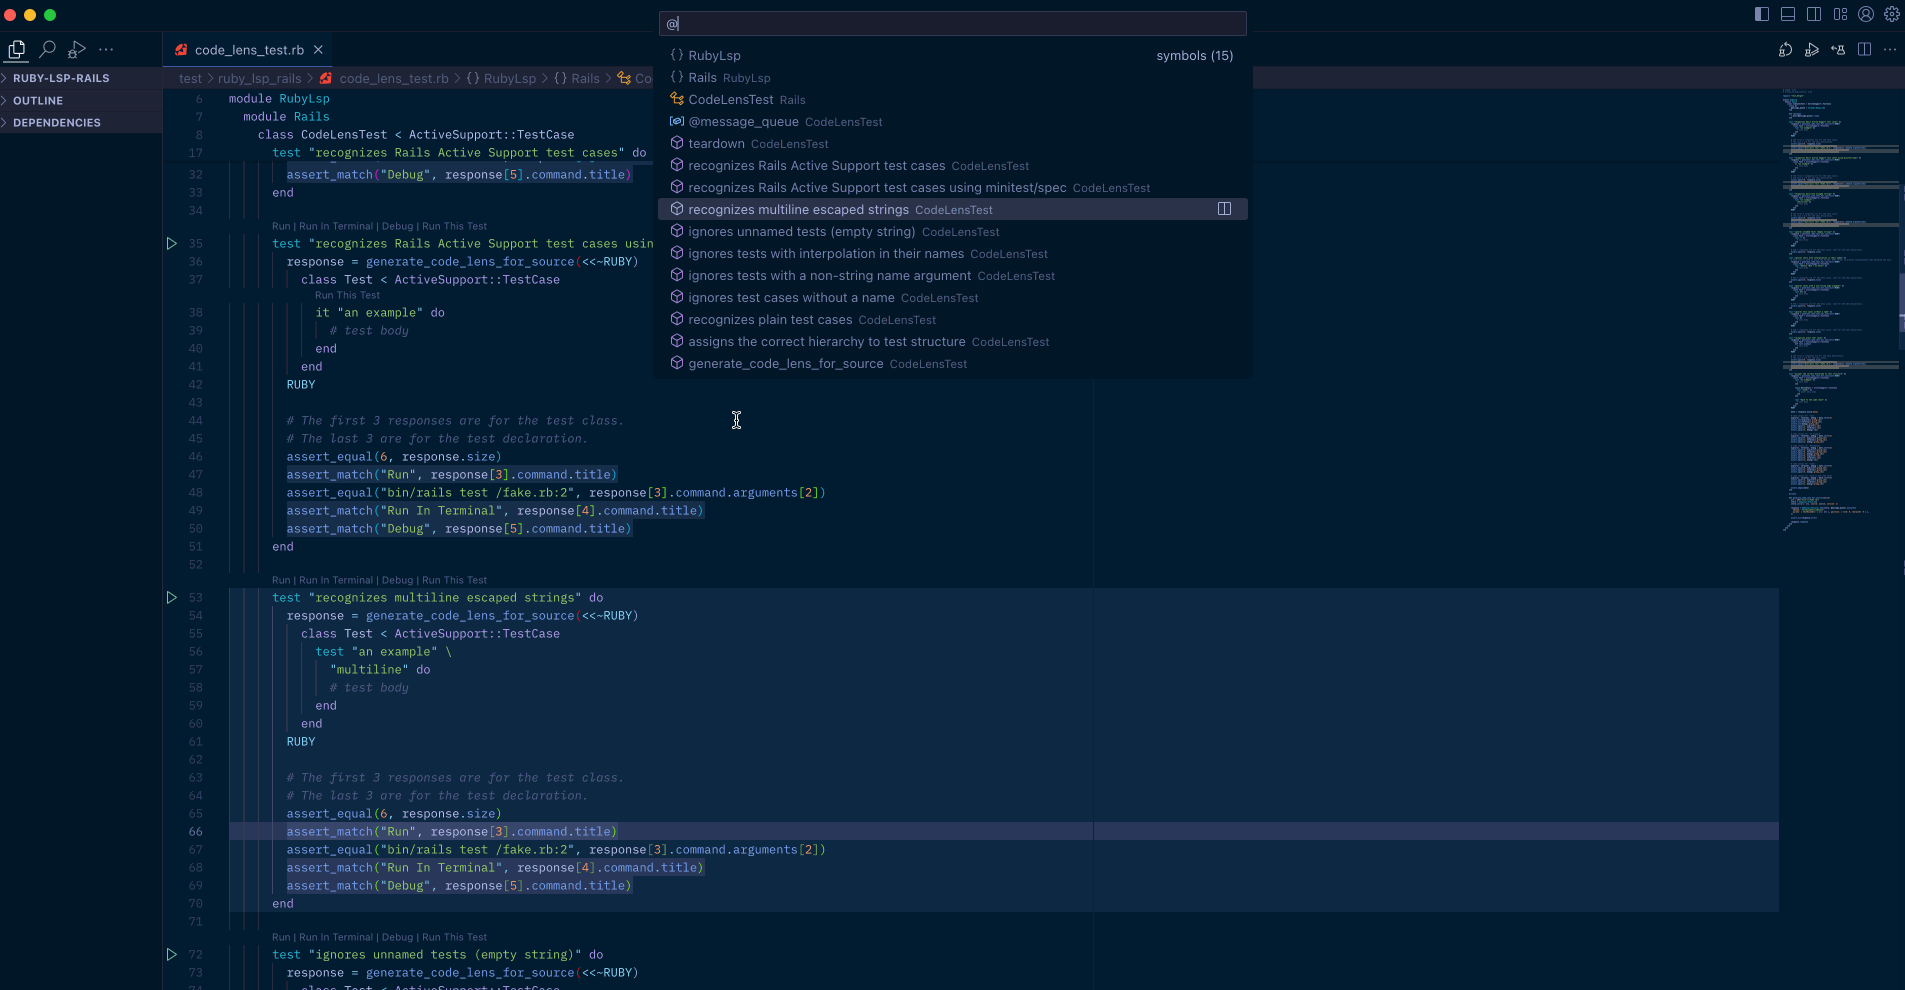 @
RubyLsp symbols (15)
Rails RubyLsp
CodeLensTest Rails
@message_queue CodeLensTest
teardown CodeLensTest
recognizes Rails Active Support test cases CodeLensTest
recognizes Rails Active Support test cases using minitest/spec CodeLensTest
recognizes multiline escaped strings CodeLensTest
ignores unnamed tests (empty string) CodeLensTest
ignores tests with interpolation in their names CodeLensTest
ignores tests with a non-string name argument CodeLensTest
ignores test cases without a name CodeLensTest
recognizes plain test cases CodeLensTest
assigns the correct hierarchy to test structure CodeLensTest
generate_code_lens_for_source CodeLensTest
RUBY-LSP-RAILS
OUTLINE
DEPENDENCIES
code_lens_test.rb
test > ruby_lsp_rails > code_lens_test.rb > {} RubyLsp > {} Rails > Co
6 module RubyLsp
7 module Rails
8 class CodeLensTest < ActiveSupport::TestCase
17 test "recognizes Rails Active Support test cases" do
32 assert_match("Debug", response[5].command.title)
33 end
34
Run | Run In Terminal | Debug | Run This Test
35 test "recognizes Rails Active Support test cases usin
36 response = generate_code_lens_for_source(<<~RUBY)
37 class Test < ActiveSupport::TestCase
Run This Test
38 it "an example" do
39 # test body
40 end
41 end
42 RUBY
43
44 # The first 3 responses are for the test class.
45 # The last 3 are for the test declaration.
46 assert_equal(6, response.size)
47 assert_match("Run", response[3].command.title)
48 assert_equal("bin/rails test /fake.rb:2", response[3].command.arguments[2])
49 assert_match("Run In Terminal", response[4].command.title)
50 assert_match("Debug", response[5].command.title)
51 end
52
Run | Run In Terminal | Debug | Run This Test
53 test "recognizes multiline escaped strings" do
54 response = generate_code_lens_for_source(<<~RUBY)
55 class Test < ActiveSupport::TestCase
56 test "an example" \
57 "multiline" do
58 # test body
59 end
60 end
61 RUBY
62
63 # The first 3 responses are for the test class.
64 # The last 3 are for the test declaration.
65 assert_equal(6, response.size)
66 assert_match("Run", response[3].command.title)
67 assert_equal("bin/rails test /fake.rb:2", response[3].command.arguments[2])
68 assert_match("Run In Terminal", response[4].command.title)
69 assert_match("Debug", response[5].command.title)
70 end
71
Run | Run In Terminal | Debug | Run This Test
72 test "ignores unnamed tests (empty string)" do
73 response = generate_code_lens_for_source(<<~RUBY)
class Test < ActiveSupport::TestCase